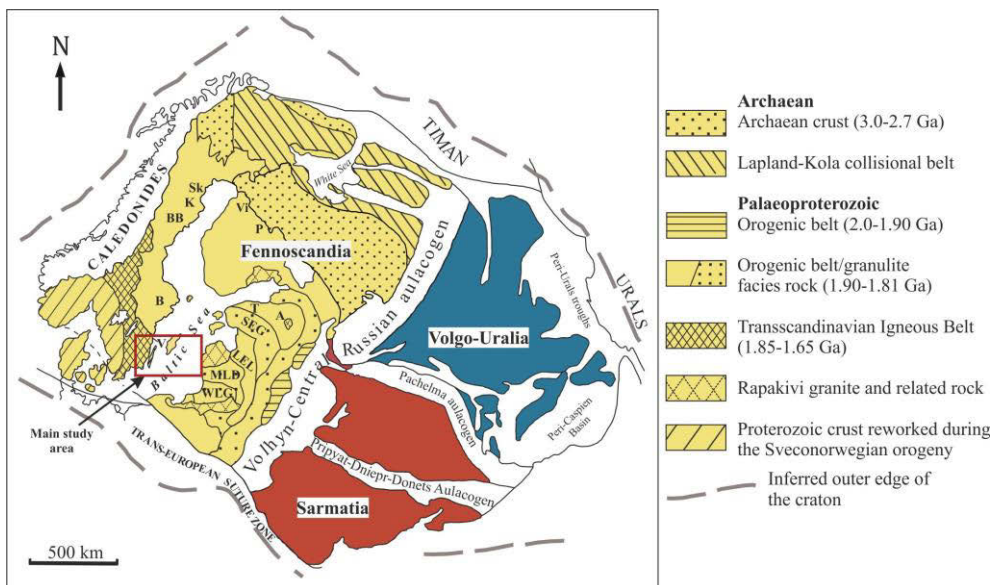 N
TIMAN
CALEDONIDES
White Sea
Sk
K
BB
Vi
P
Fennoscandia
Russian aulacogen
Peri-Urals troughs
URALS
B
T
A
SEG
Volgo-Uralia
Baltic Sea
LEL
MLD
WLG
Pachelma aulacogen
Peri-Caspien
Basin
Main study
area
Volhyn-Centra
TRANS-EUROPEAN
SUTURE ZONE
Pripyat-Dniepr-Donets Aulacogen
Sarmatia
500 km
Archaean
Archaean crust (3.0-2.7 Ga)
Lapland-Kola collisional belt
Palaeoproterozoic
Orogenic belt (2.0-1.90 Ga)
Orogenic belt/granulite
facies rock (1.90-1.81 Ga)
Transscandinavian Igneous Belt
(1.85-1.65 Ga)
Rapakivi granite and related rock
Proterozoic crust reworked during
the Sveconorwegian orogeny
Inferred outer edge of
the craton